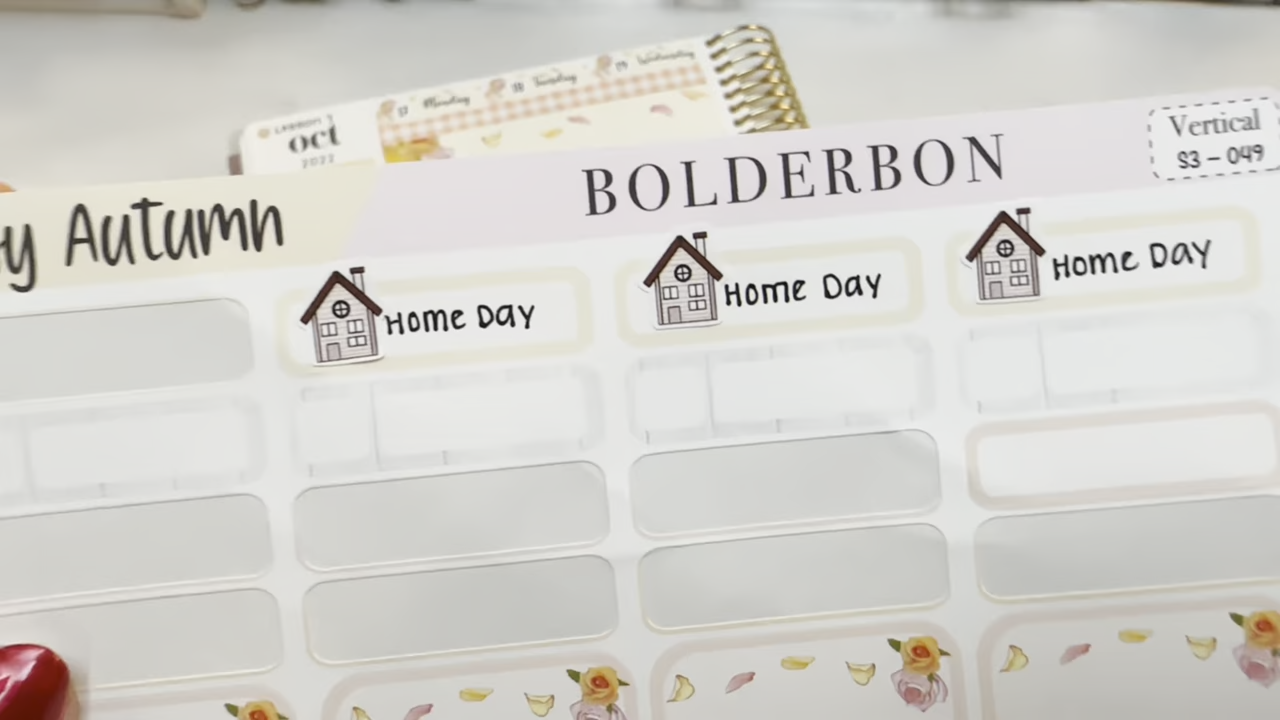 17 Monday 18 Tuesday 19 Wednesday
oct
2022
y Autumn
BOLDERBON
Vertical
S3 - 049
Home Day
Home Day
Home Day